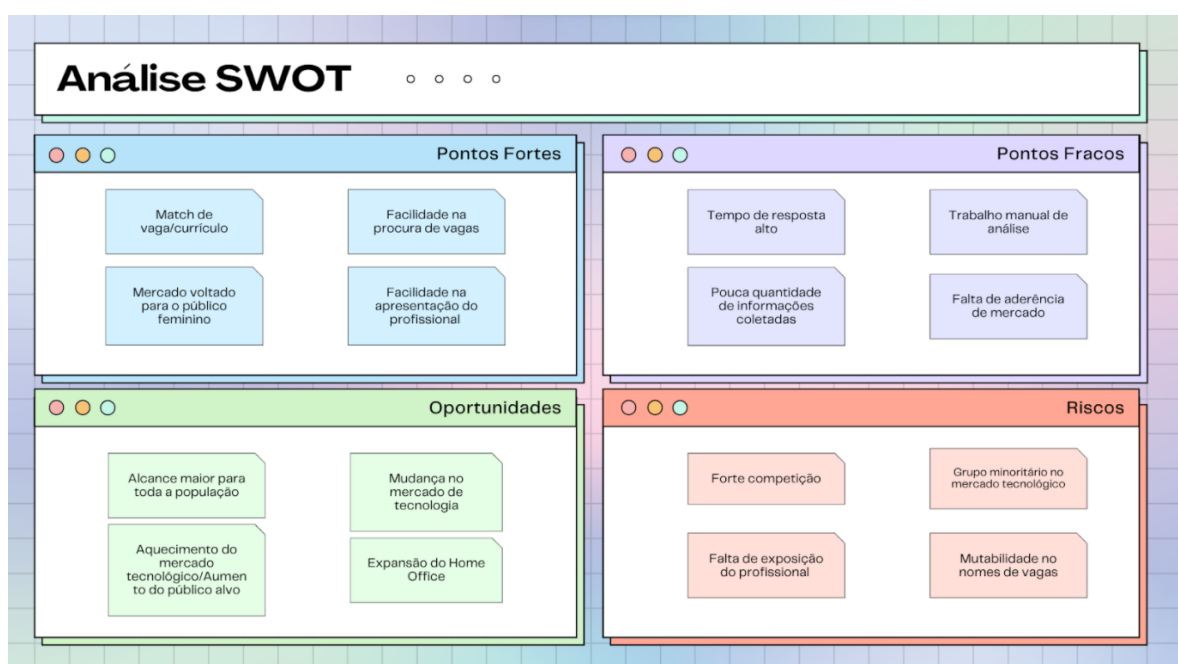 Análise SWOT
Pontos Fortes
Match de
vaga/currículo
Facilidade na
procura de vagas
Mercado voltado
para o público
feminino
Facilidade na
apresentação do
profissional
Pontos Fracos
Tempo de resposta
alto
Trabalho manual de
análise
Pouca quantidade
de informações
coletadas
Falta de aderência
de mercado
Oportunidades
Alcance maior para
toda a população
Mudança no
mercado de
tecnologia
Aquecimento do
mercado
tecnológico/Aumen
to do público alvo
Expansão do Home
Office
Riscos
Forte competição
Grupo minoritário no
mercado tecnológico
Falta de exposição
do profissional
Mutabilidade no
nomes de vagas